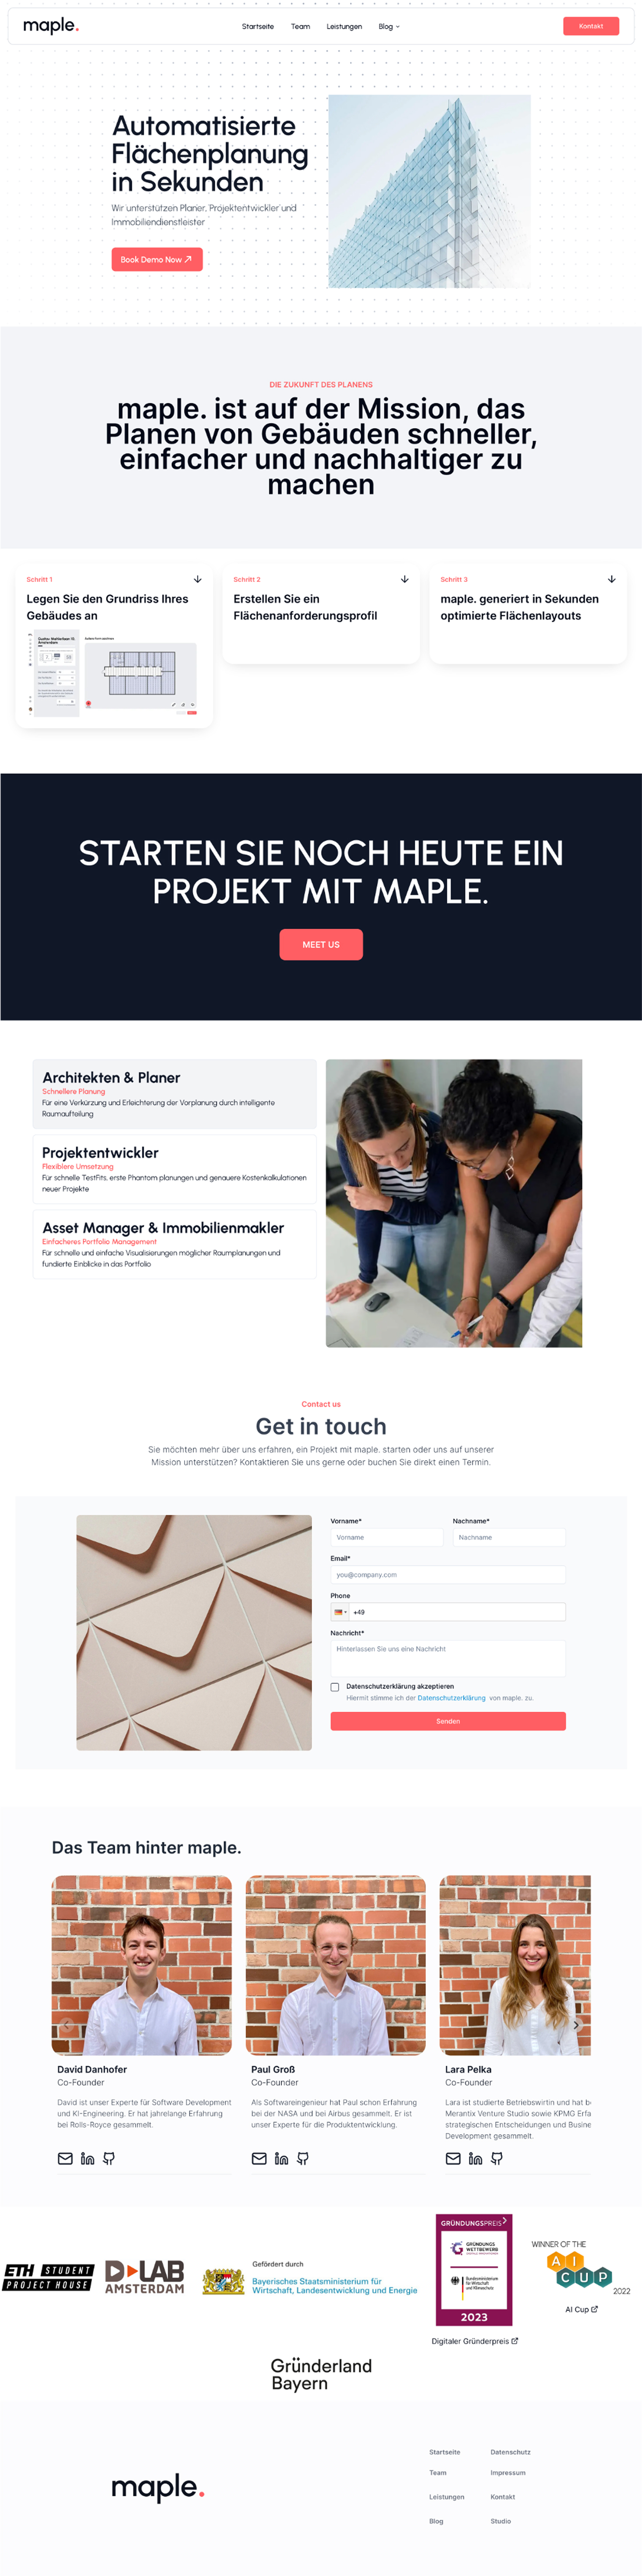 maple.
Startseite
Team
Leistungen
Blog
Kontakt
Automatisierte
Flächenplanung
in Sekunden
Wir unterstützen Planer, Projektentwickler und
Immobiliendienstleister
Book Demo Now
DIE ZUKUNFT DES PLANENS
maple. ist auf der Mission, das
Planen von Gebäuden schneller,
einfacher und nachhaltiger zu
machen
Schritt 1
Legen Sie den Grundriss Ihres
Gebäudes an
Schritt 2
Erstellen Sie ein
Flächenanforderungsprofil
Schritt 3
maple. generiert in Sekunden
optimierte Flächenlayouts
STARTEN SIE NOCH HEUTE EIN
PROJEKT MIT MAPLE.
MEET US
Architekten & Planer
Schnellere Planung
Für eine Verkürzung und Erleichterung der Vorplanung durch intelligente
Raumaufteilung
Projektentwickler
Flexiblere Umsetzung
Für schnelle TestFits, erste Phantom planungen und genauere Kostenkalkulationen
neuer Projekte
Asset Manager & Immobilienmakler
Einfacheres Portfolio Management
Für schnelle und einfache Visualisierungen möglicher Raumplanungen und
fundierte Einblicke in das Portfolio
Contact us
Get in touch
Sie möchten mehr über uns erfahren, ein Projekt mit maple. starten oder uns auf unserer
Mission unterstützen? Kontaktieren Sie uns gerne oder buchen Sie direkt einen Termin.
Vorname*
Nachname*
Vorname
Nachname
Email*
you@company.com
Phone
+49
Nachricht*
Hinterlassen Sie uns eine Nachricht
Datenschutzerklärung akzeptieren
Hiermit stimme ich der Datenschutzerklärung von maple. zu.
Senden
Das Team hinter maple.
David Danhofer
Co-Founder
David ist unser Experte für Software Development
und KI-Engineering. Er hat jahrelange Erfahrung
bei Rolls-Royce gesammelt.
Paul Groß
Co-Founder
Als Softwareingenieur hat Paul schon Erfahrung
bei der NASA und bei Airbus gesammelt. Er ist
unser Experte für die Produktentwicklung.
Lara Pelka
Co-Founder
Lara ist studierte Betriebswirtin und hat b
Merantix Venture Studio sowie KPMG Erfa
strategischen Entscheidungen und Busine
Development gesammelt.
ETH STUDENT
PROJECT HOUSE
D LAB
AMSTERDAM
Gefördert durch
Bayerisches Staatsministerium für
Wirtschaft, Landesentwicklung und Energie
GRÜNDUNGSPREIS
GRÜNDUNGS
WETTBEWERB
Bundesministerium
für Wirtschaft
und Klimaschutz
2023
Digitaler Gründerpreis
WINNER OF THE
AI
CUP
2022
AI Cup
Gründerland
Bayern
maple.
Startseite
Datenschutz
Team
Impressum
Leistungen
Kontakt
Blog
Studio